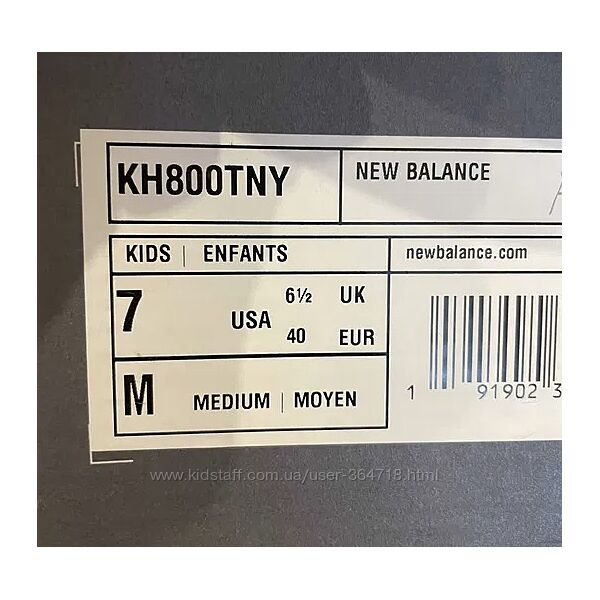 KH800TNY
NEW BALANCE
KIDS | ENFANTS
newbalance.com
7 USA 6½ UK
40 EUR
M MEDIUM | MOYEN
1 91902 3
www.kidstaff.com.ua/user-364718.html